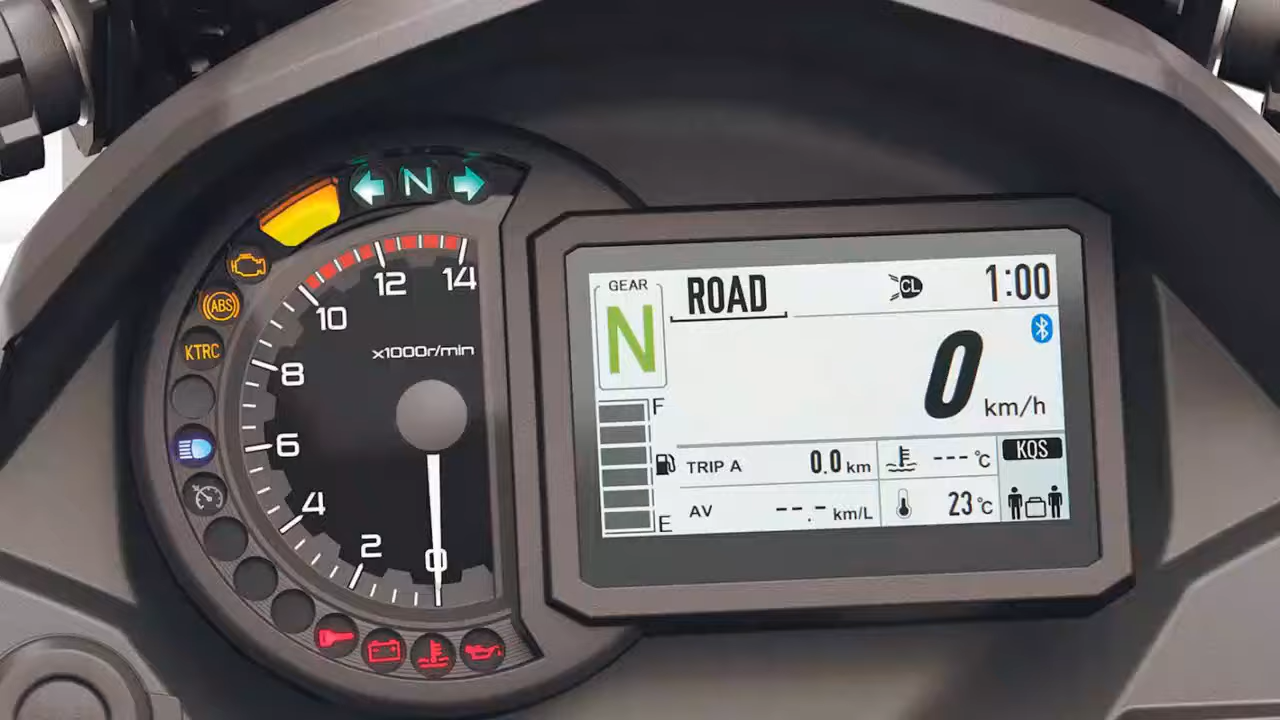 N
ABS
KTRC
14
12
10
8
6
4
2
0
x1000r/min
GEAR
N
ROAD
CL
1:00
0
km/h
F
E
TRIP A 0.0 km
--- °C
KQS
AV --.- km/L
23 °C